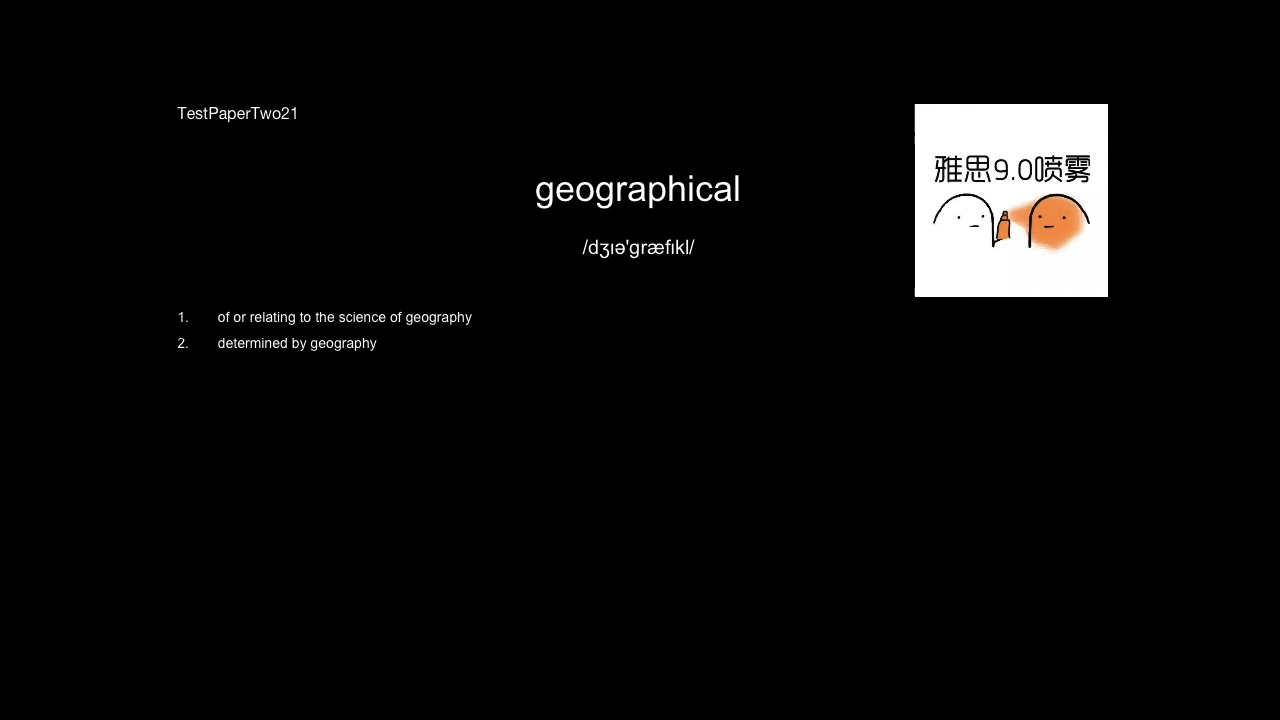 TestPaperTwo21
雅思9.0喷雾
geographical
/dʒɪə'græfɪkl/
1. of or relating to the science of geography
2. determined by geography